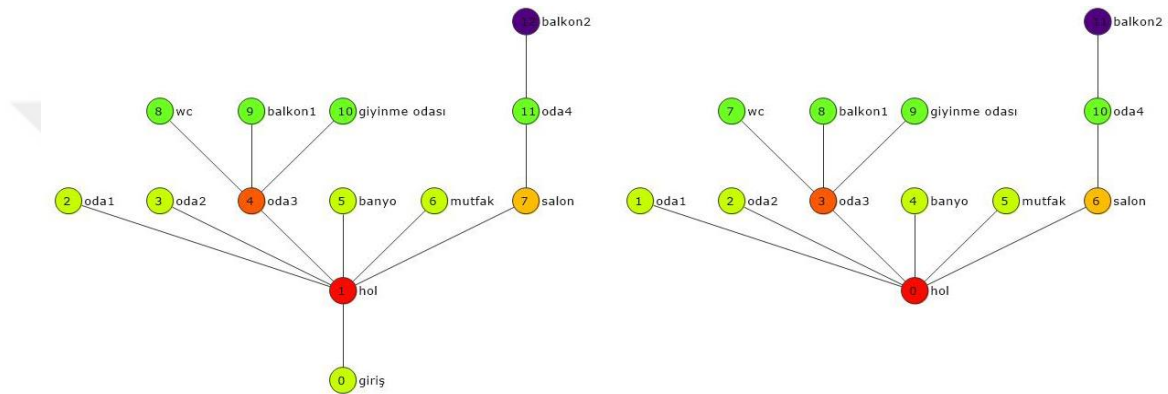 balkon2 balkon2
8 wc 9 balkon1 10 giyinme odası 11 oda4 7 wc 8 balkon1 9 giyinme odası 10 oda4
2 oda1 3 oda2 4 oda3 5 banyo 6 mutfak 7 salon 1 oda1 2 oda2 3 oda3 4 banyo 5 mutfak 6 salon
1 hol 0 hol
0 giriş